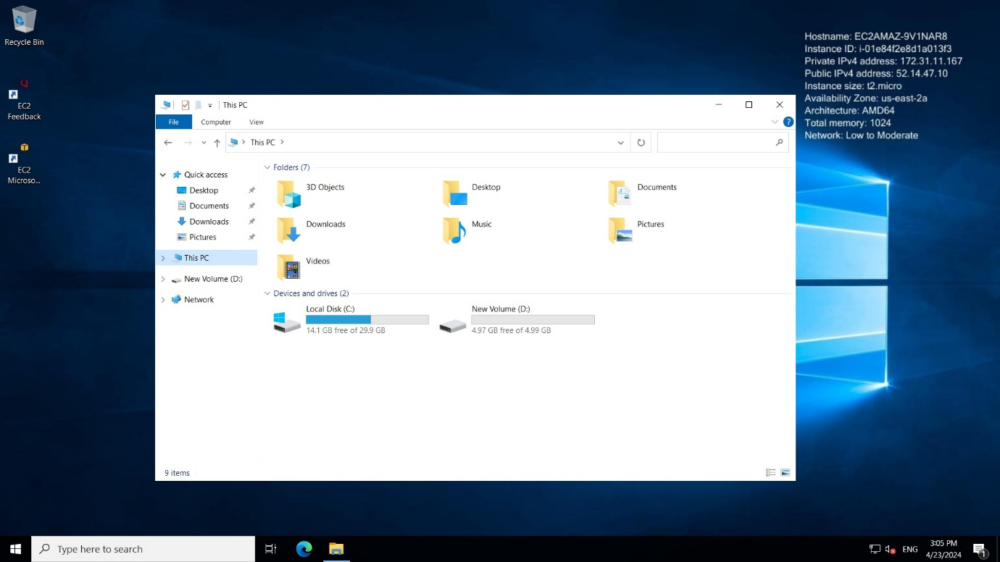 Recycle Bin
EC2
Feedback
EC2
Microso...
Hostname: EC2AMAZ-9V1NAR8
Instance ID: i-01e84f2e8d1a013f3
Private IPv4 address: 172.31.11.167
Public IPv4 address: 52.14.47.10
Instance size: t2.micro
Availability Zone: us-east-2a
Architecture: AMD64
Total memory: 1024
Network: Low to Moderate
This PC
File Computer View
This PC
Quick access
Desktop
Documents
Downloads
Pictures
This PC
New Volume (D:)
Network
Folders (7)
3D Objects
Desktop
Documents
Downloads
Music
Pictures
Videos
Devices and drives (2)
Local Disk (C:)
14.1 GB free of 29.9 GB
New Volume (D:)
4.97 GB free of 4.99 GB
9 items
Type here to search
ENG
3:05 PM
4/23/2024
1